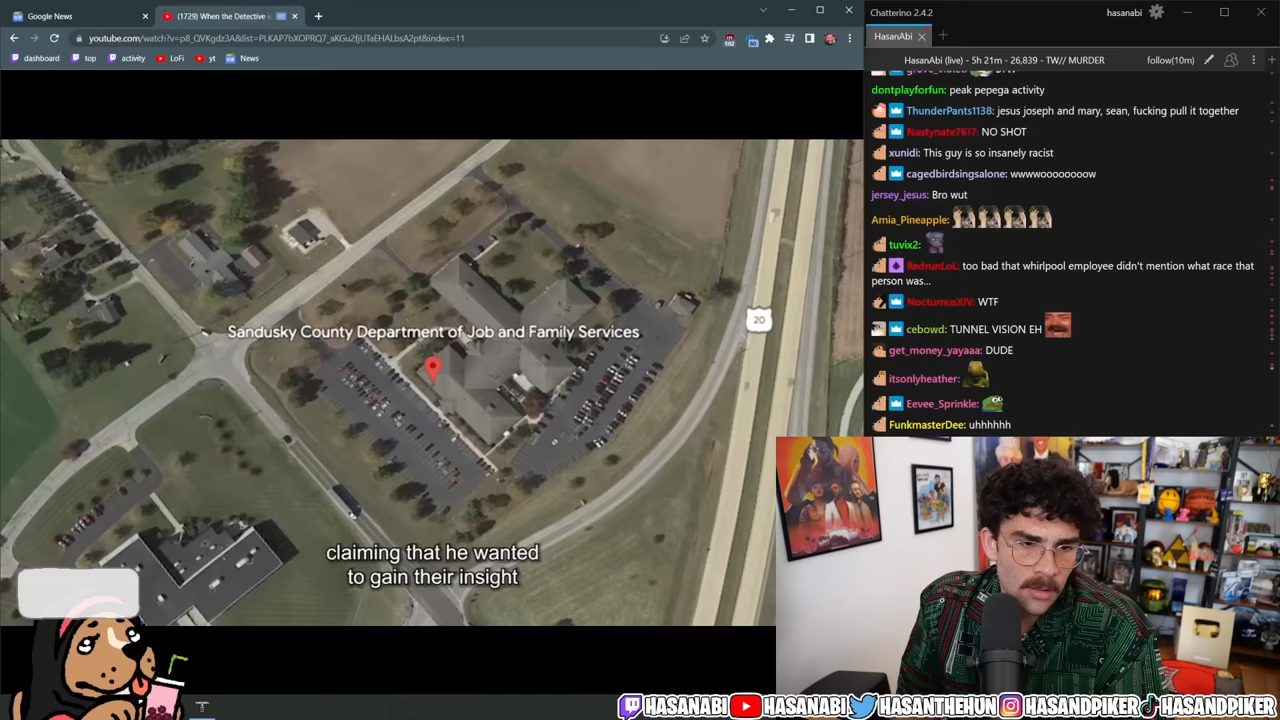 Google News
(1729) When the Detective i
youtube.com/watch?v=p8_QVKgdz3A&list=PLKAP7bXOPRQ7_aKGu2fjUTaEHALbsA2pt&index=11
502
dashboard
top
activity
LoFi
yt
News
Sandusky County Department of Job and Family Services
20
claiming that he wanted
to gain their insight
Chatterino 2.4.2
hasanabi
HasanAbi
HasanAbi (live) - 5h 21m - 26,839 - TW// MURDER
follow(10m)
dontplayforfun: peak pepega activity
ThunderPants1138: jesus joseph and mary, sean, fucking pull it together
Nastynate7617: NO SHOT
xunidi: This guy is so insanely racist
cagedbirdsingsalone: wwwwoooooooow
jersey_jesus: Bro wut
Amia_Pineapple:
tuvix2:
RedrunLoL: too bad that whirlpool employee didn't mention what race that
person was...
NocturnusXIV: WTF
cebowd: TUNNEL VISION EH
get_money_yayaaa: DUDE
itsonlyheather:
Eevee_Sprinkle:
FunkmasterDee: uhhhhhh
HASANABI
HASANABI
HASANTHEHUN
HASANDPIKER
HASANDPIKER